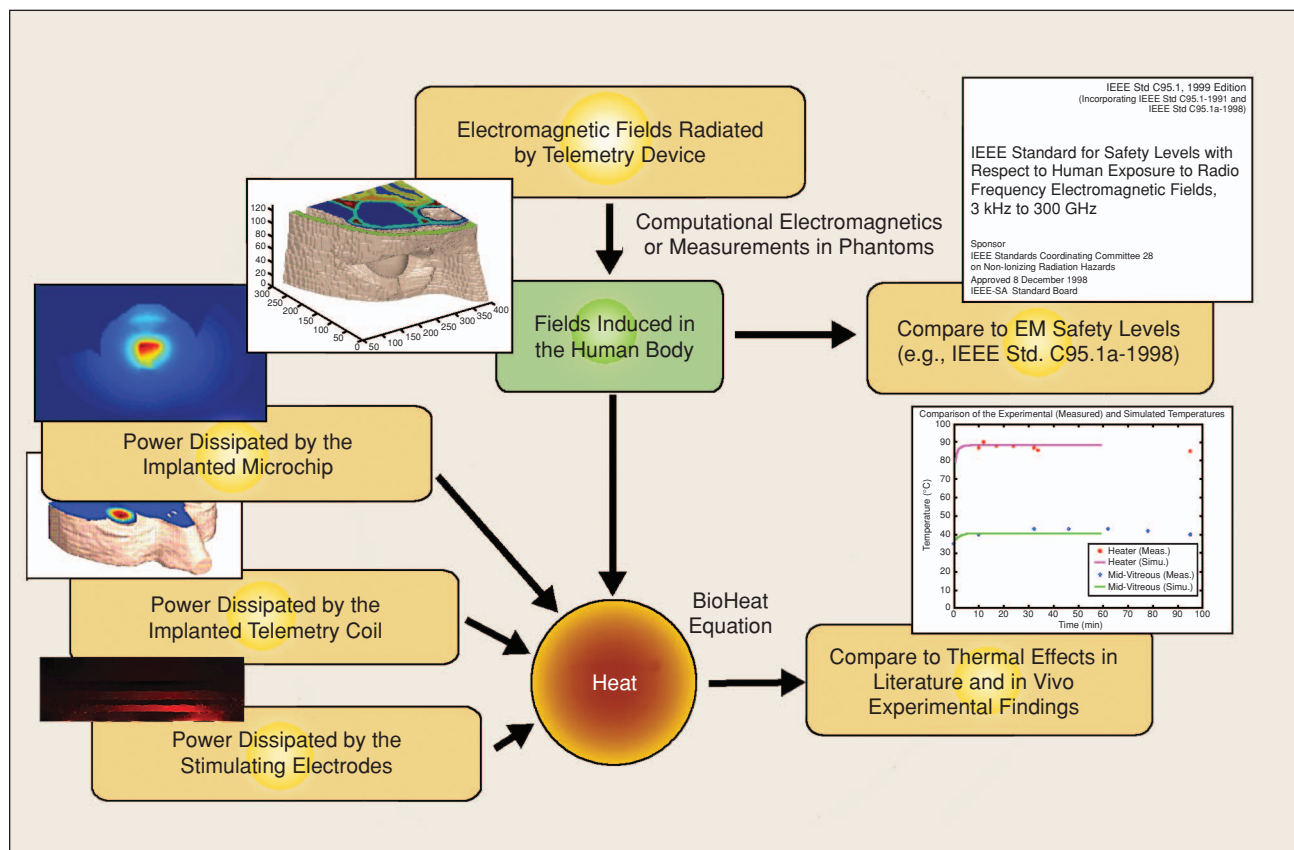 IEEE Std C95.1, 1999 Edition
(Incorporating IEEE Std C95.1-1991 and
IEEE Std C95.1a-1998)
IEEE Standard for Safety Levels with
Respect to Human Exposure to Radio
Frequency Electromagnetic Fields,
3 kHz to 300 GHz
Sponsor
IEEE Standards Coordinating Committee 28
on Non-Ionizing Radiation Hazards
Approved 8 December 1998
IEEE-SA Standard Board
Electromagnetic Fields Radiated
by Telemetry Device
120
100
80
60
40
20
0
300
250
200
150
100
50
0
50
100
150
200
250
300
350
400
Computational Electromagnetics
or Measurements in Phantoms
Fields Induced in
the Human Body
Compare to EM Safety Levels
(e.g., IEEE Std. C95.1a-1998)
Power Dissipated by the
Implanted Microchip
Comparison of the Experimental (Measured) and Simulated Temperatures
100
90
80
70
60
50
40
30
20
10
0
Temperature (°C)
Heater (Meas.)
Heater (Simu.)
Mid-Vitreous (Meas.)
Mid-Vitreous (Simu.)
0 10 20 30 40 50 60 70 80 90 100
Time (min)
Power Dissipated by the
Implanted Telemetry Coil
BioHeat
Equation
Heat
Compare to Thermal Effects in
Literature and in Vivo
Experimental Findings
Power Dissipated by the
Stimulating Electrodes